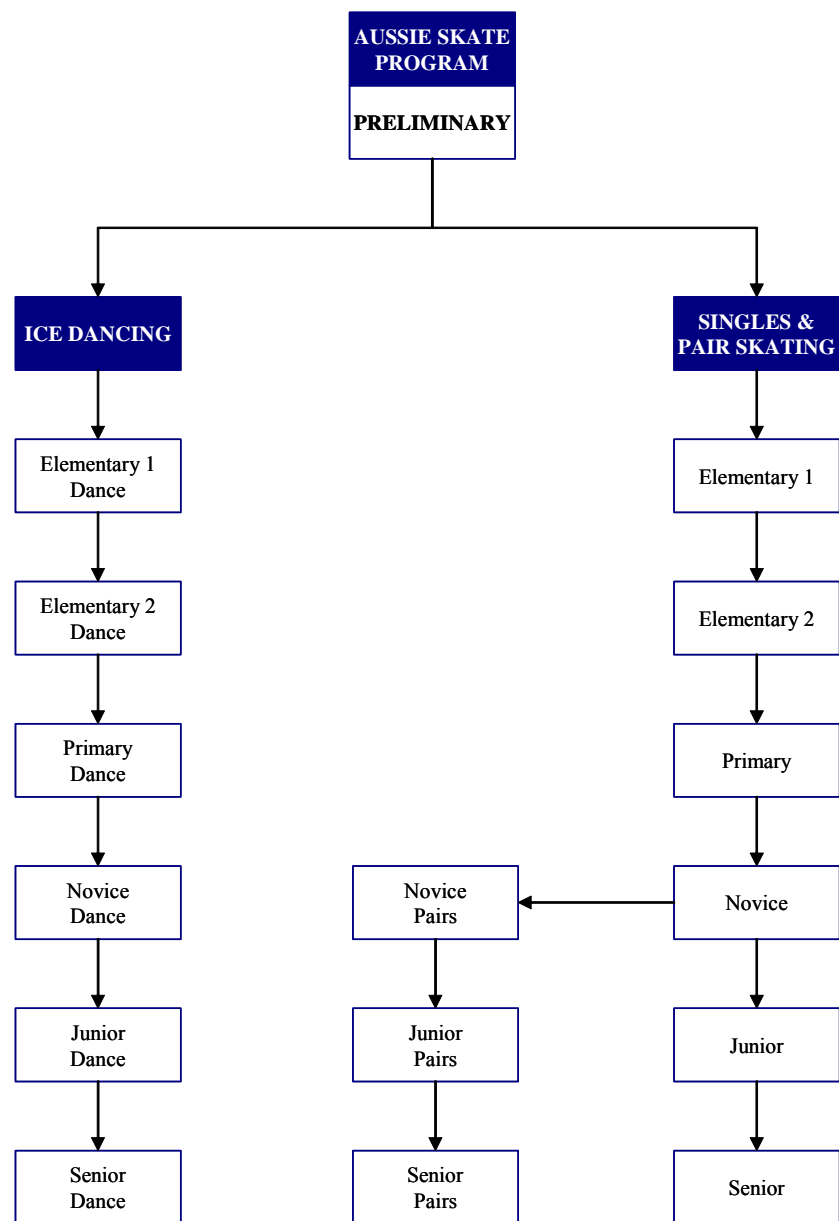 AUSSIE SKATE
PROGRAM
PRELIMINARY
ICE DANCING
SINGLES &
PAIR SKATING
Elementary 1
Dance
Elementary 1
Elementary 2
Dance
Elementary 2
Primary
Dance
Primary
Novice
Dance
Novice
Pairs
Novice
Junior
Dance
Junior
Pairs
Junior
Senior
Dance
Senior
Pairs
Senior